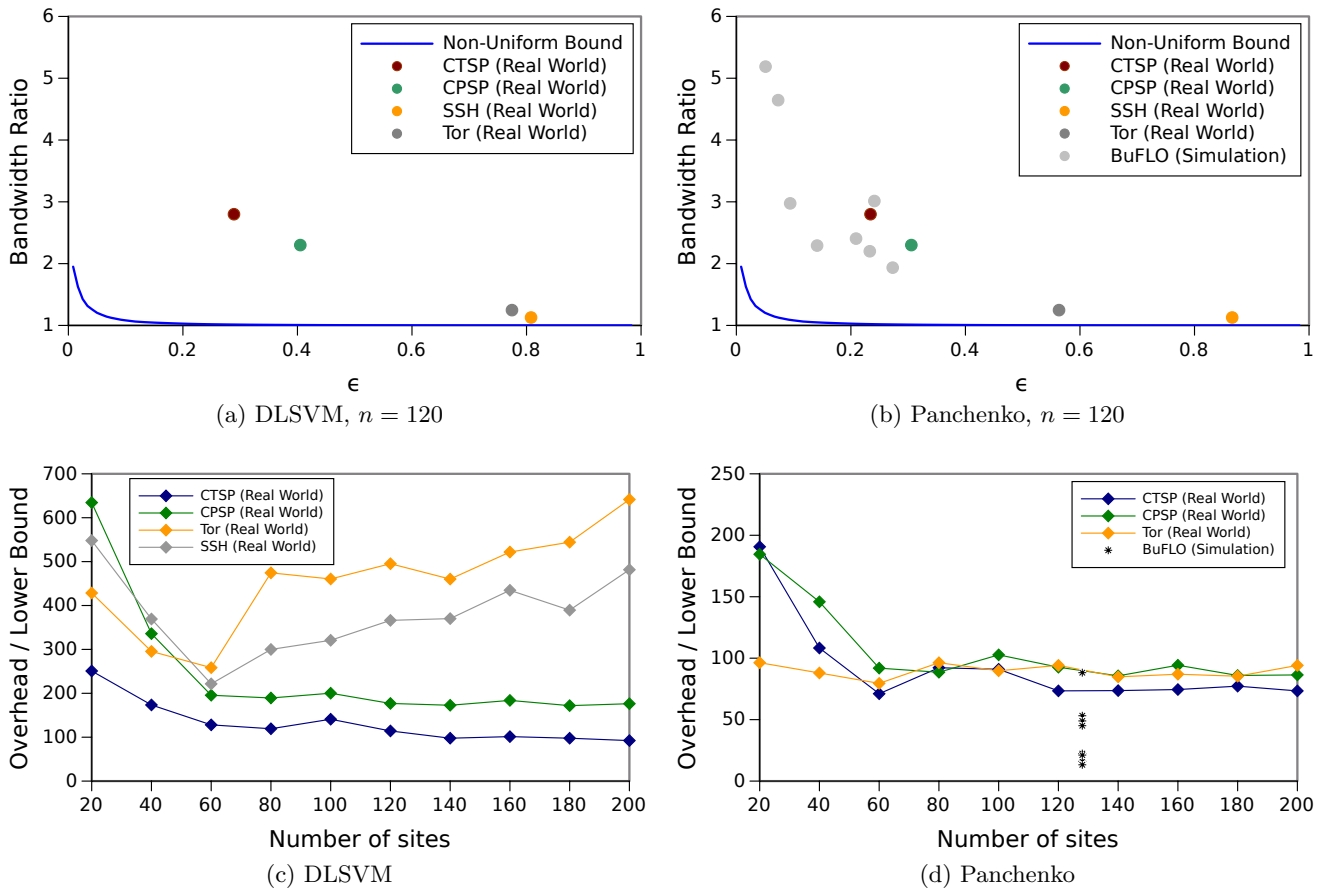 6
5
4
3
2
1
Bandwidth Ratio
0
0.2
0.4
0.6
0.8
1
ϵ
Non-Uniform Bound
CTSP (Real World)
CPSP (Real World)
SSH (Real World)
Tor (Real World)
(a) DLSVM, n = 120
6
5
4
3
2
1
Bandwidth Ratio
0
0.2
0.4
0.6
0.8
1
ϵ
Non-Uniform Bound
CTSP (Real World)
CPSP (Real World)
SSH (Real World)
Tor (Real World)
BuFLO (Simulation)
(b) Panchenko, n = 120
700
600
500
400
300
200
100
0
Overhead / Lower Bound
20
40
60
80
100
120
140
160
180
200
Number of sites
CTSP (Real World)
CPSP (Real World)
Tor (Real World)
SSH (Real World)
(c) DLSVM
250
200
150
100
50
0
Overhead / Lower Bound
20
40
60
80
100
120
140
160
180
200
Number of sites
CTSP (Real World)
CPSP (Real World)
Tor (Real World)
BuFLO (Simulation)
(d) Panchenko